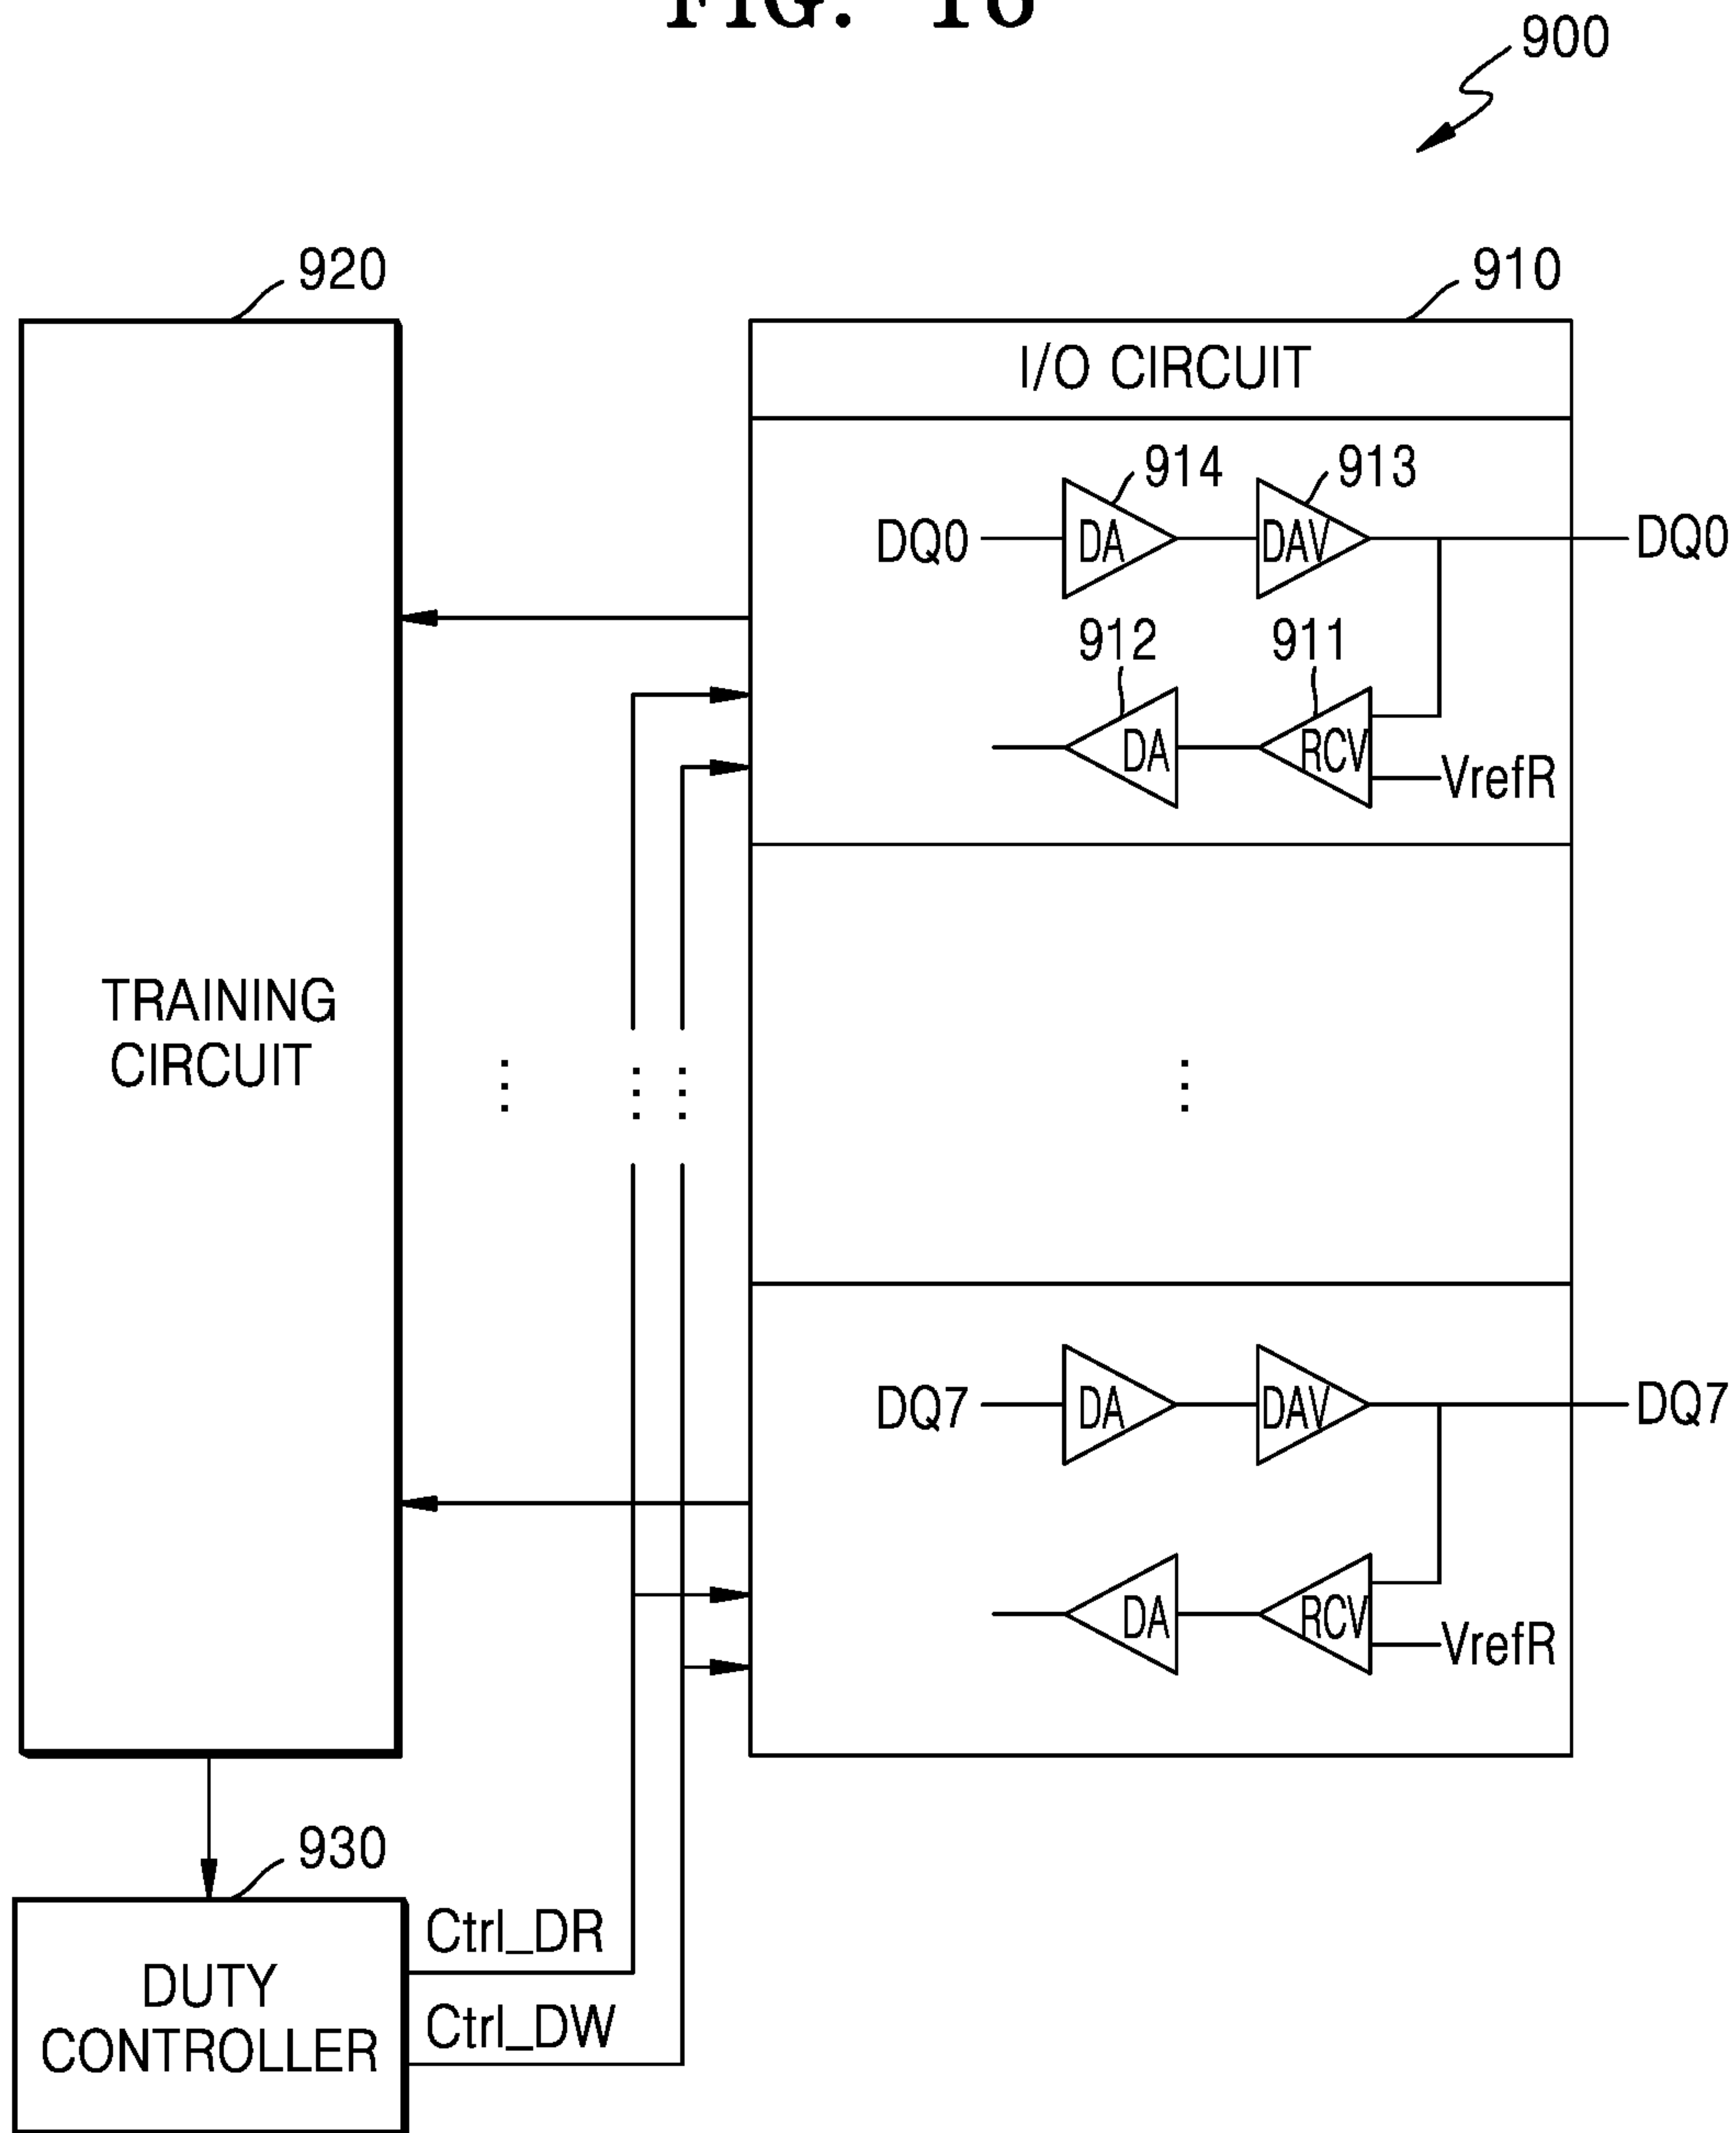 FIG.
900
920
910
I/O CIRCUIT
914
913
DQ0
DA
DAV
DQ0
912
911
DA
RCV
VrefR
TRAINING
CIRCUIT
DQ7
DA
DAV
DQ7
DA
RCV
VrefR
930
Ctrl_DR
DUTY
CONTROLLER
Ctrl_DW